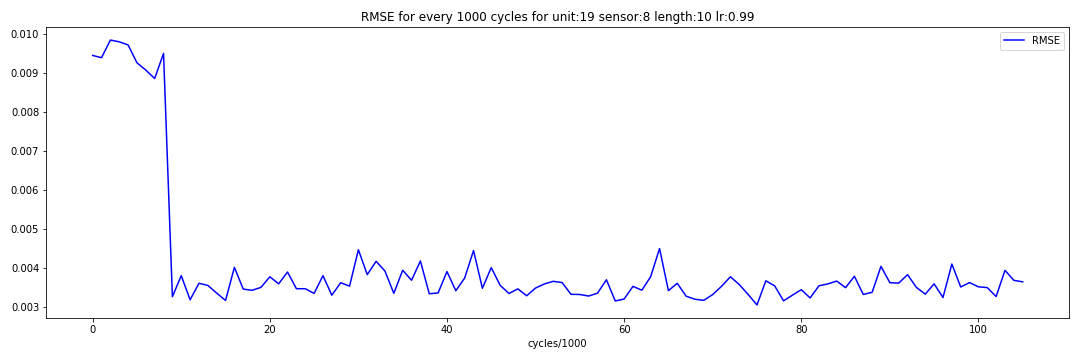 RMSE for every 1000 cycles for unit:19 sensor:8 length:10 lr:0.99
RMSE
0.010
0.009
0.008
0.007
0.006
0.005
0.004
0.003
0 20 40 60 80 100
cycles/1000